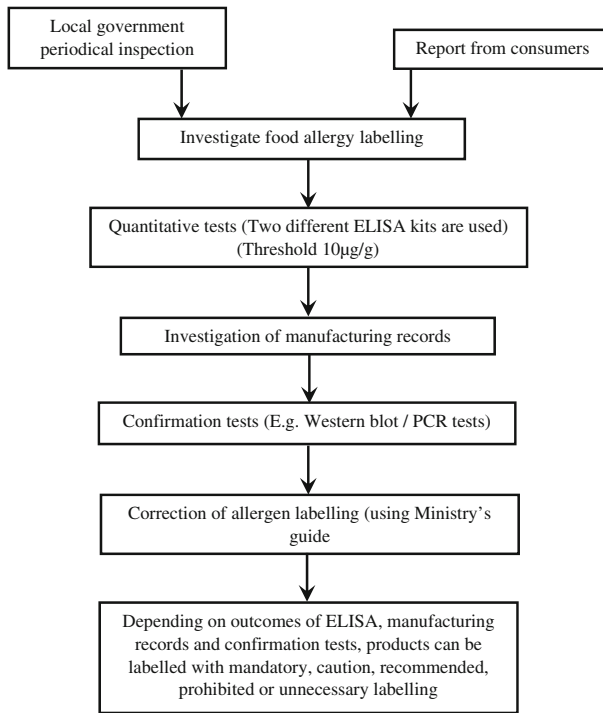 Local government
periodical inspection
Report from consumers
Investigate food allergy labelling
Quantitative tests (Two different ELISA kits are used)
(Threshold 10µg/g)
Investigation of manufacturing records
Confirmation tests (E.g. Western blot / PCR tests)
Correction of allergen labelling (using Ministry’s
guide
Depending on outcomes of ELISA, manufacturing
records and confirmation tests, products can be
labelled with mandatory, caution, recommended,
prohibited or unnecessary labelling